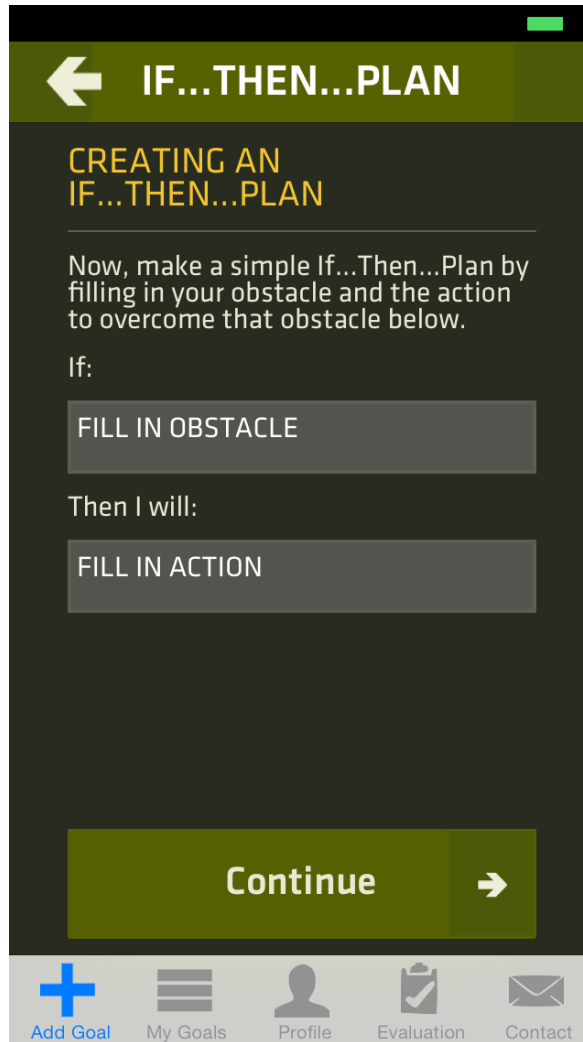 IF...THEN...PLAN
CREATING AN
IF...THEN...PLAN
Now, make a simple If...Then...Plan by
filling in your obstacle and the action
to overcome that obstacle below.
If:
FILL IN OBSTACLE
Then I will:
FILL IN ACTION
Continue
Add Goal My Goals Profile Evaluation Contact